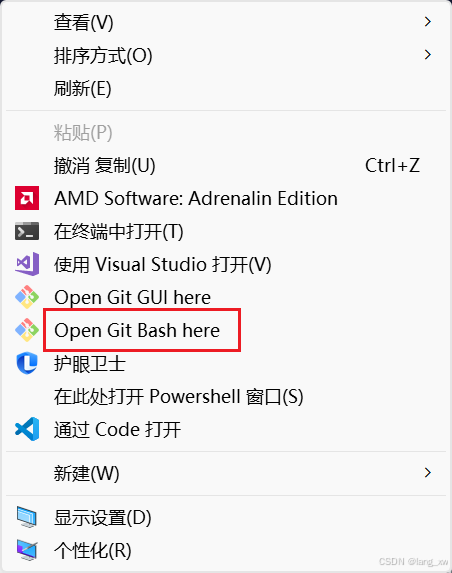 查看(V)
排序方式(O)
刷新(E)
粘贴(P)
撤消 复制(U) Ctrl+Z
AMD Software: Adrenalin Edition
在终端中打开(T)
使用 Visual Studio 打开(V)
Open Git GUI here
Open Git Bash here
护眼卫士
在此处打开 Powershell 窗口(S)
通过 Code 打开
新建(W)
显示设置(D)
个性化(R)
CSDN @lang_xw